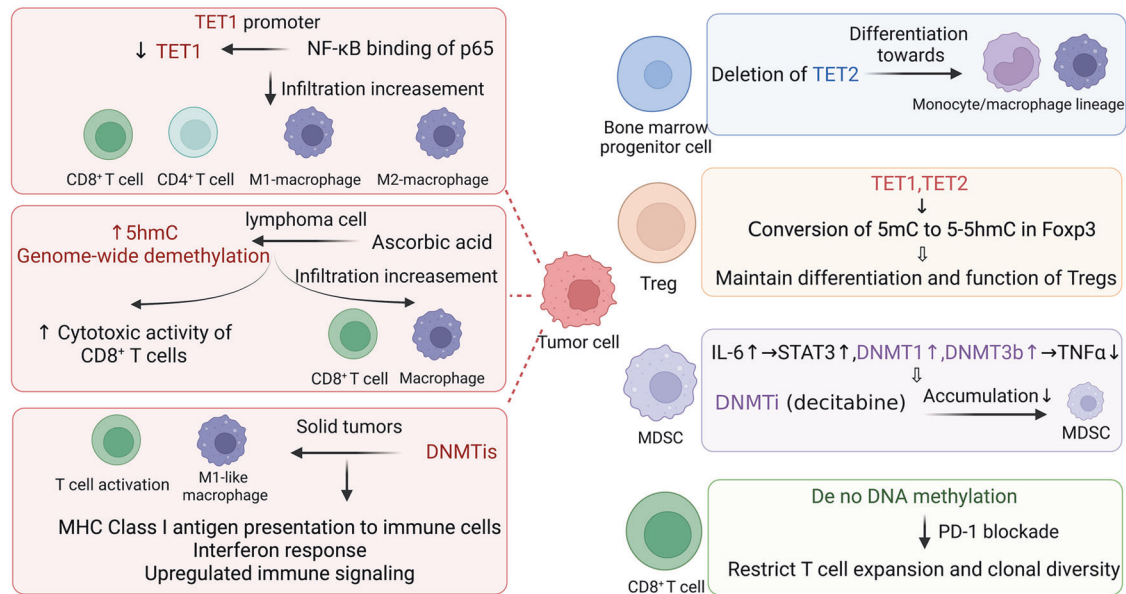 TET1 promoter
↓ TET1
NF-κB binding of p65
Infiltration increasement
CD8⁺ T cell
CD4⁺ T cell
M1-macrophage
M2-macrophage
lymphoma cell
↑5hmC
Ascorbic acid
Genome-wide demethylation
Infiltration increasement
↑ Cytotoxic activity of
CD8⁺ T cells
CD8⁺T cell
Macrophage
Solid tumors
DNMTis
T cell activation
M1-like
macrophage
MHC Class I antigen presentation to immune cells
Interferon response
Upregulated immune signaling
Tumor cell
Bone marrow
progenitor cell
Differentiation
towards
Deletion of TET2
Monocyte/macrophage lineage
Treg
TET1,TET2
↓
Conversion of 5mC to 5-5hmC in Foxp3
⇩
Maintain differentiation and function of Tregs
MDSC
IL-6↑→STAT3↑,DNMT1↑,DNMT3b↑→TNFα↓
⇩
DNMTi (decitabine)
Accumulation↓
MDSC
CD8⁺T cell
De no DNA methylation
PD-1 blockade
Restrict T cell expansion and clonal diversity